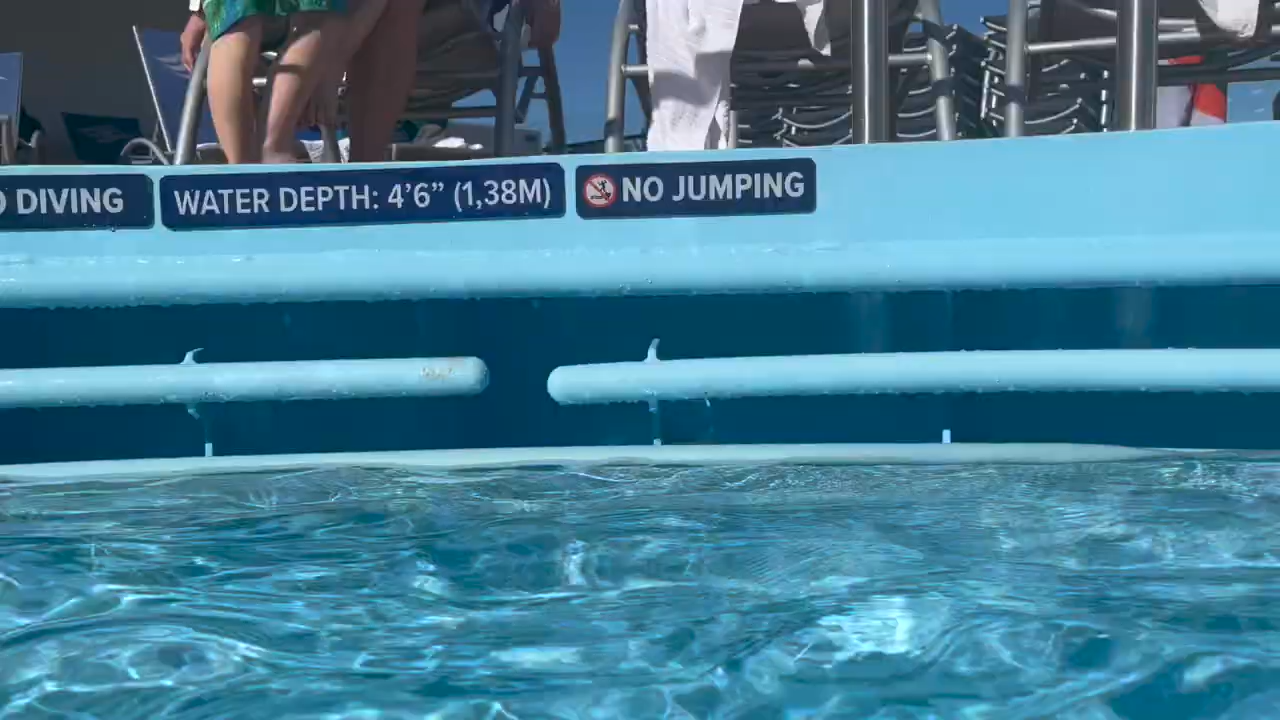 DIVING
WATER DEPTH: 4’6” (1,38M)
NO JUMPING